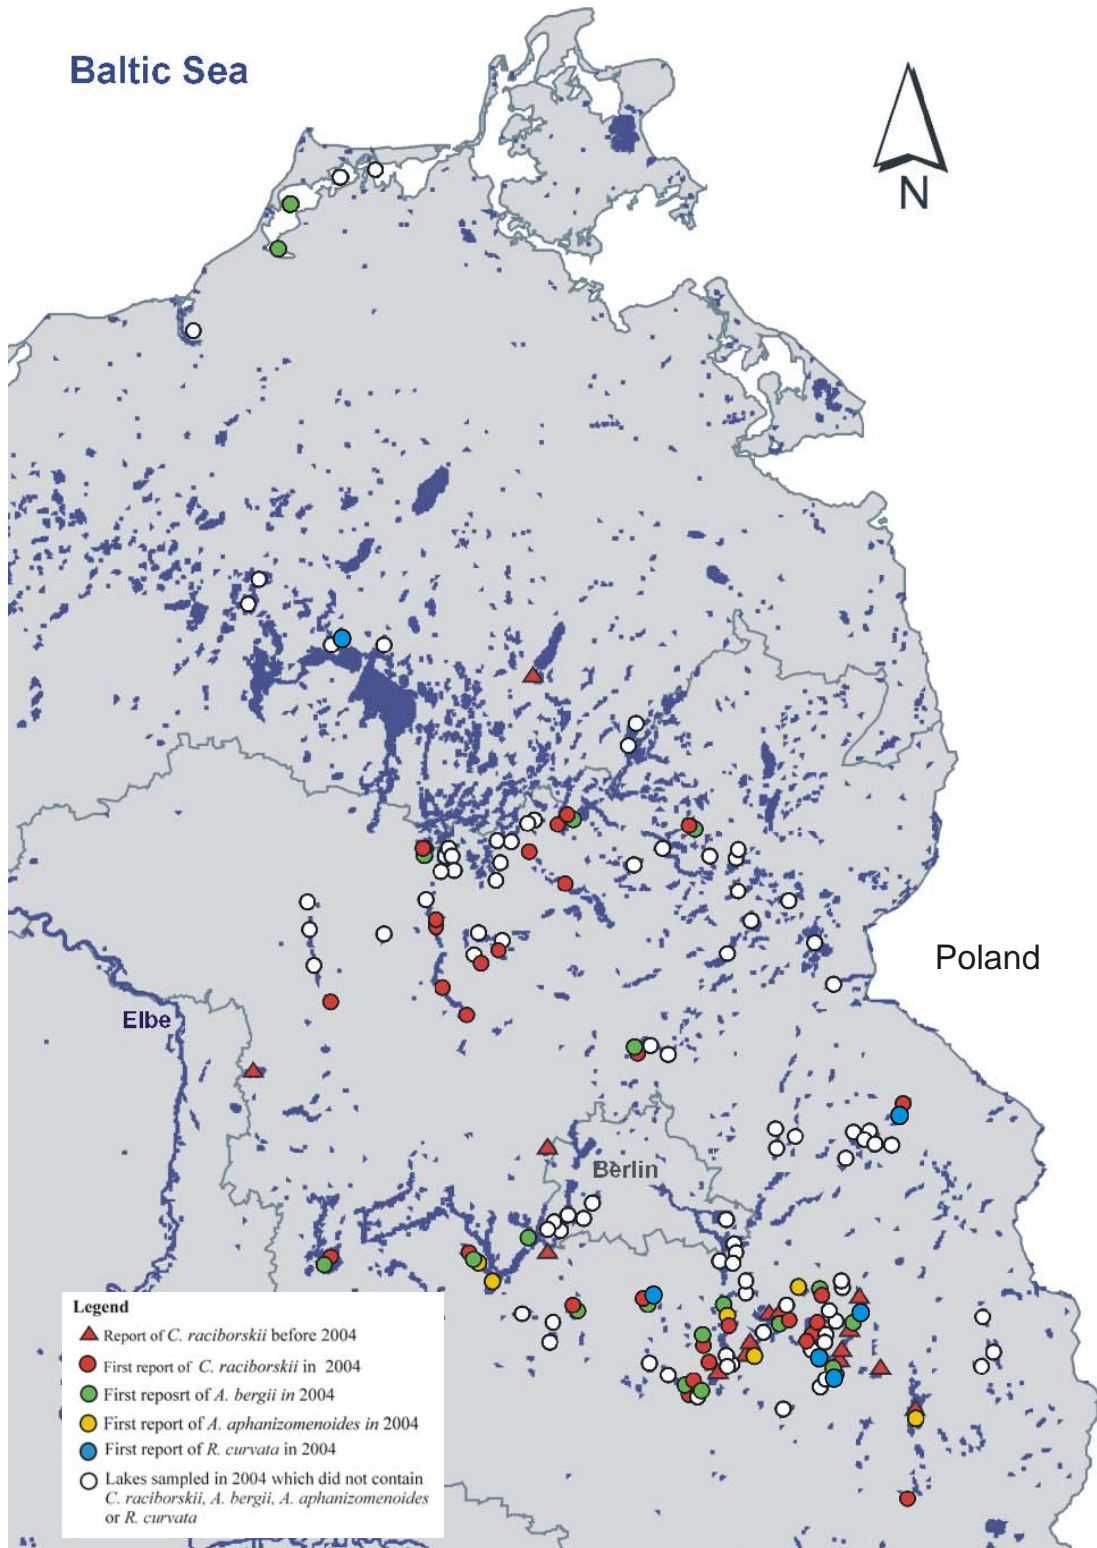 Baltic Sea
N
Poland
Elbe
Berlin
Legend
Report of C. raciborskii before 2004
First report of C. raciborskii in 2004
First reposrt of A. bergii in 2004
First report of A. aphanizomenoides in 2004
First report of R. curvata in 2004
Lakes sampled in 2004 which did not contain
C. raciborskii, A. bergii, A. aphanizomenoides
or R. curvata